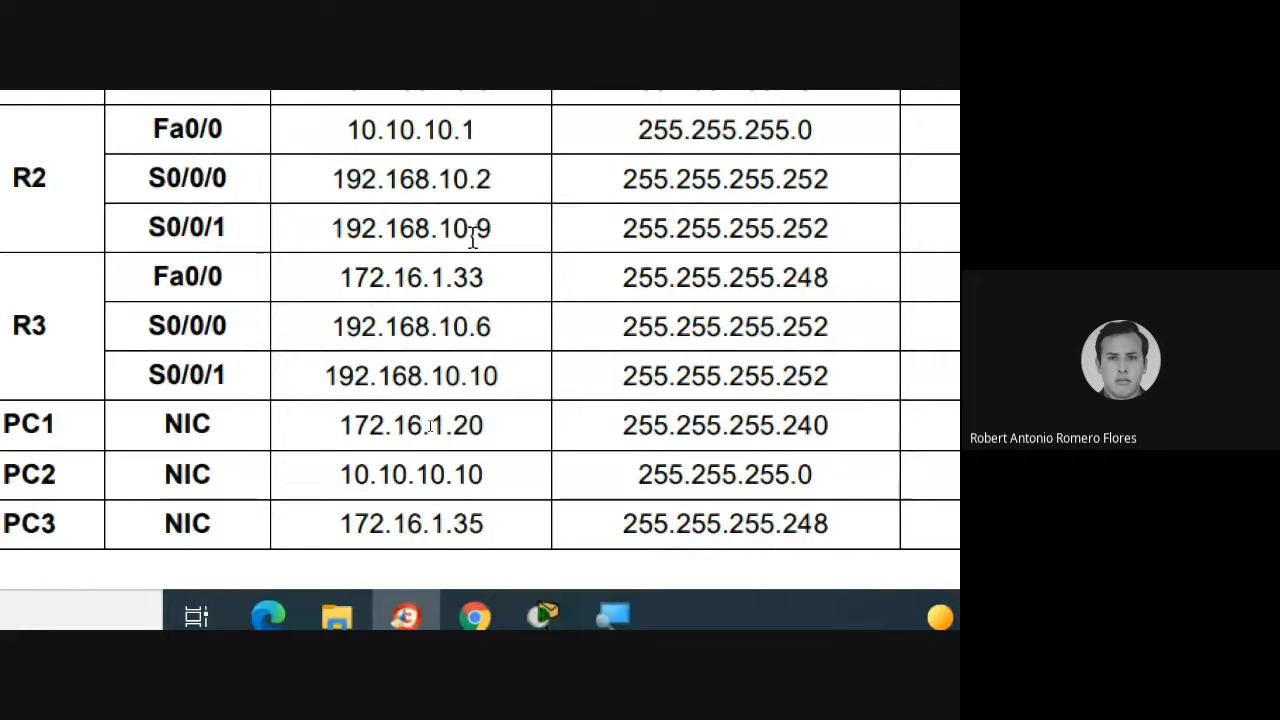 Fa0/0 10.10.10.1 255.255.255.0
R2 S0/0/0 192.168.10.2 255.255.255.252
S0/0/1 192.168.10.9 255.255.255.252
Fa0/0 172.16.1.33 255.255.255.248
R3 S0/0/0 192.168.10.6 255.255.255.252
S0/0/1 192.168.10.10 255.255.255.252
PC1 NIC 172.16.1.20 255.255.255.240
PC2 NIC 10.10.10.10 255.255.255.0
PC3 NIC 172.16.1.35 255.255.255.248
Robert Antonio Romero Flores